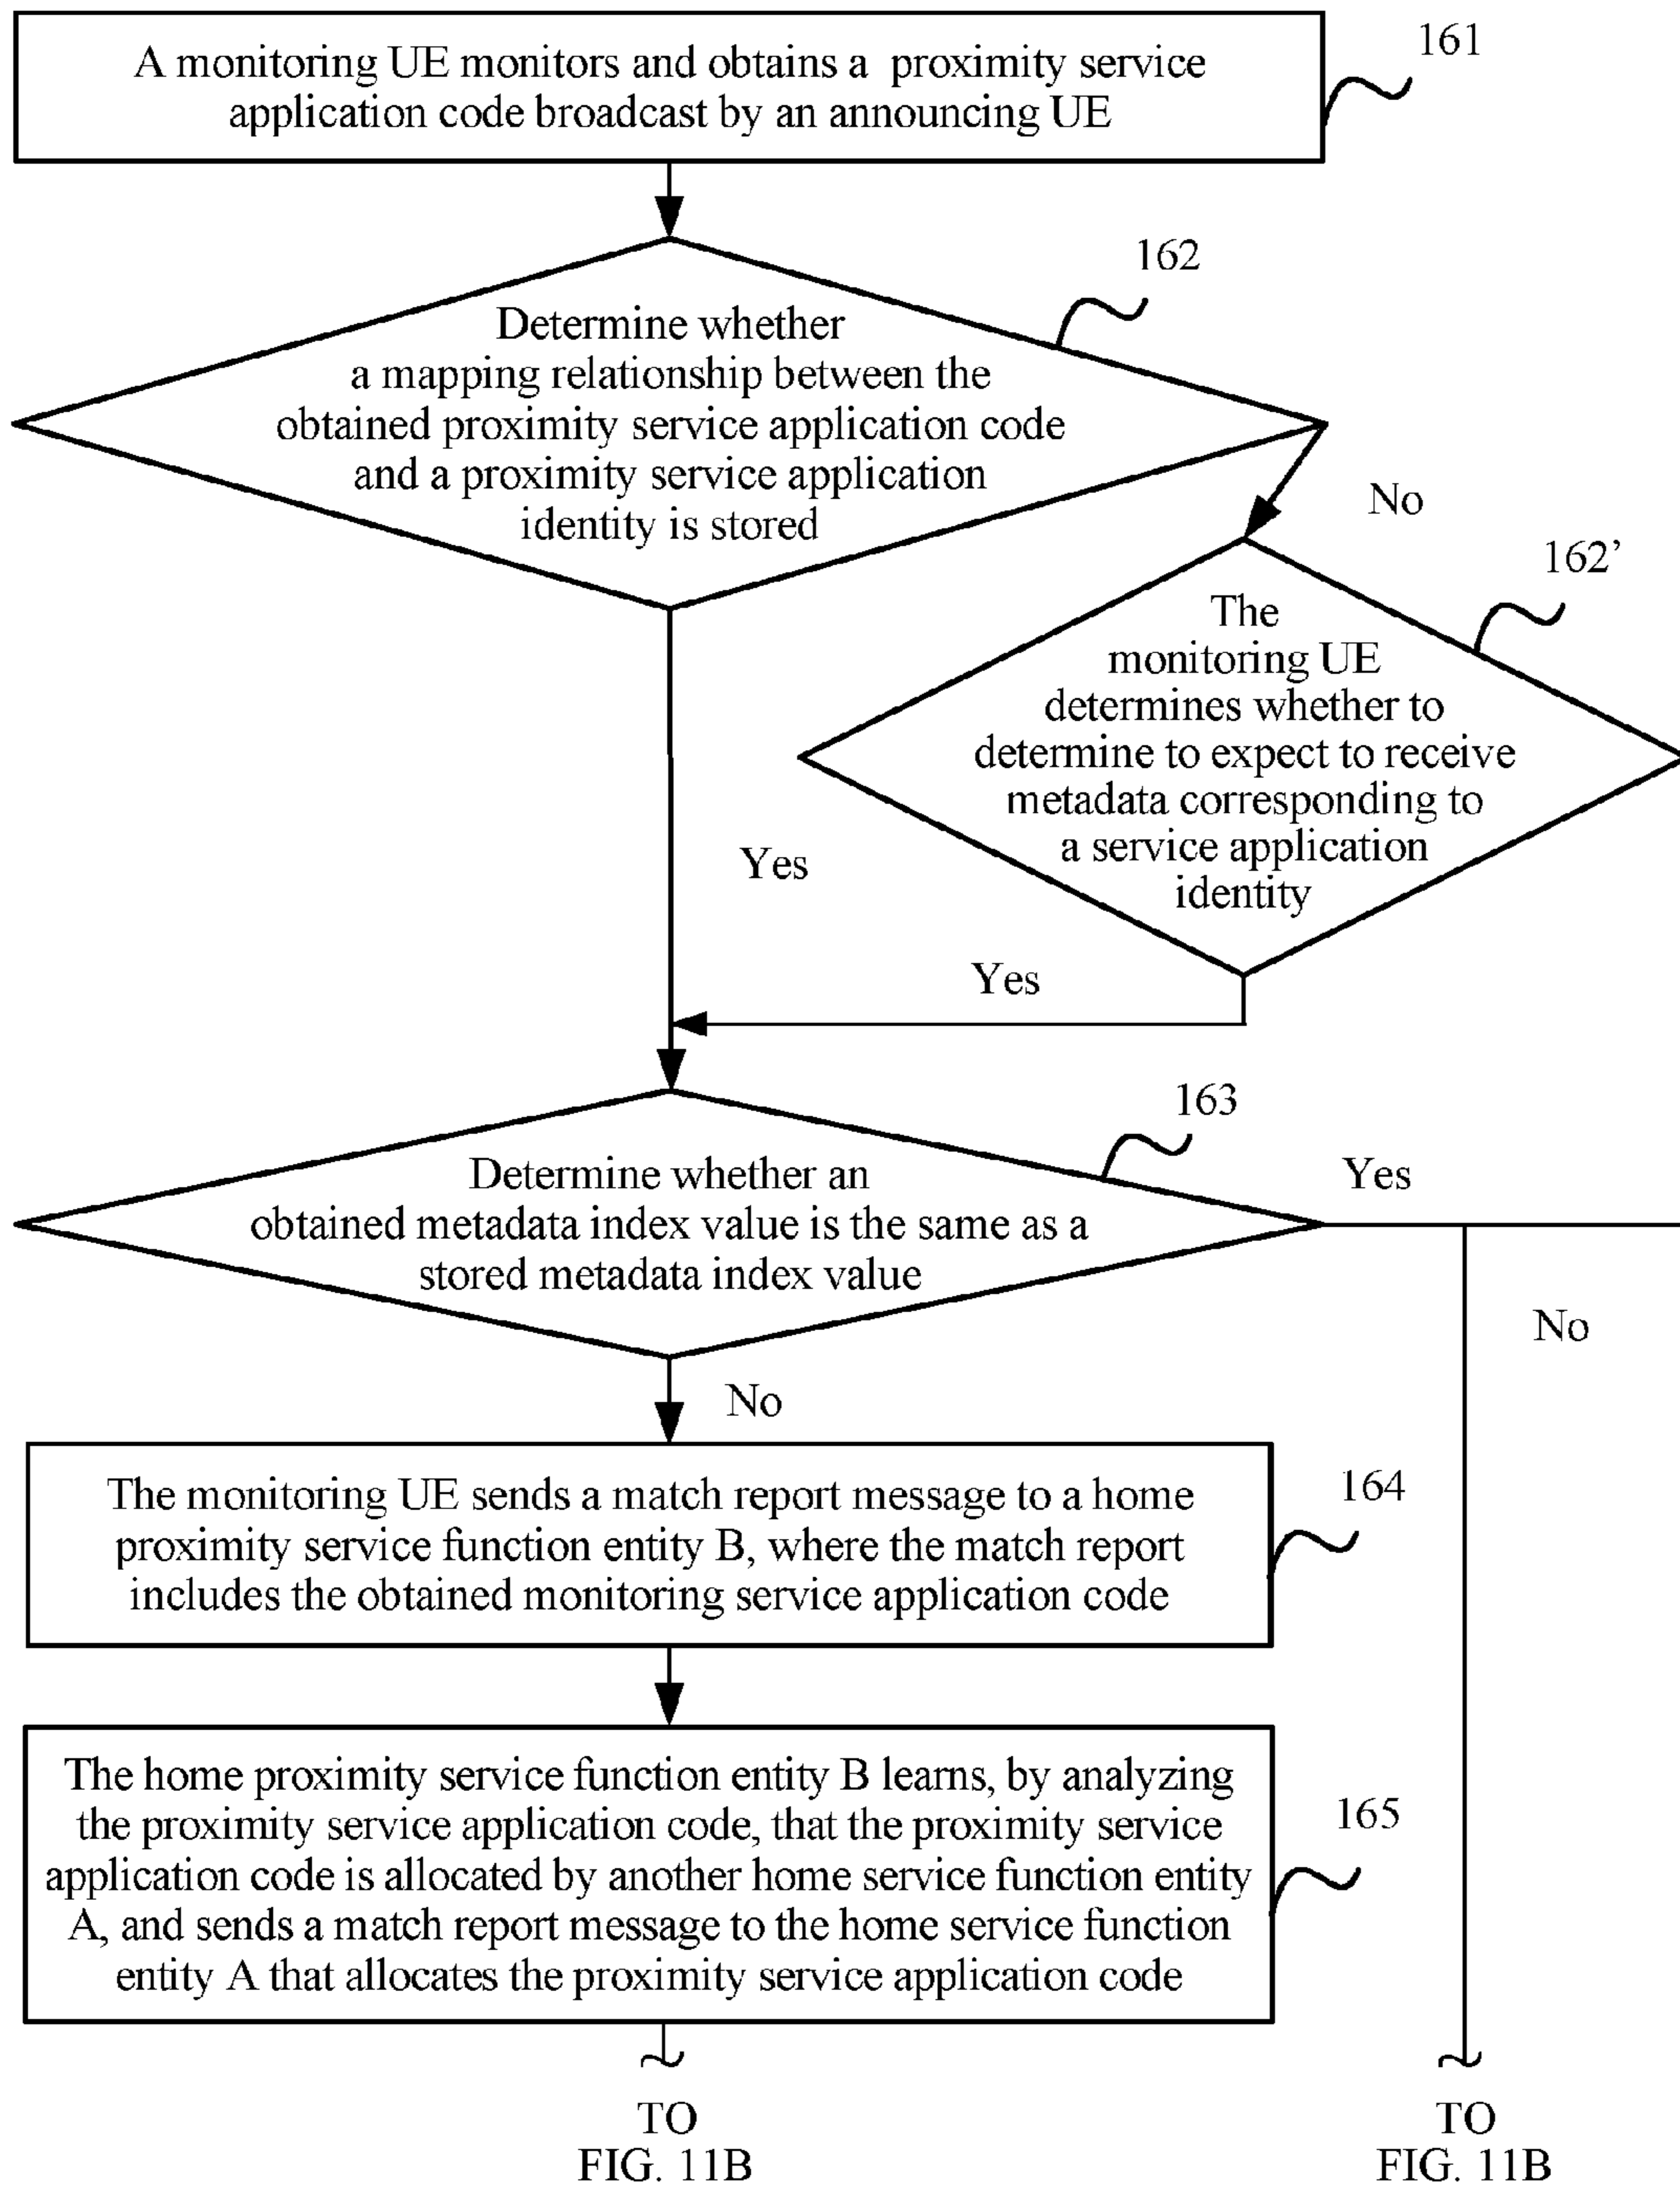 A monitoring UE monitors and obtains a proximity service
application code broadcast by an announcing UE
161
162
Determine whether
a mapping relationship between the
obtained proximity service application code
and a proximity service application
identity is stored
No
162’
The
monitoring UE
determines whether to
determine to expect to receive
metadata corresponding to
a service application
identity
Yes
Yes
163
Determine whether an
obtained metadata index value is the same as a
stored metadata index value
Yes
No
No
The monitoring UE sends a match report message to a home
proximity service function entity B, where the match report
includes the obtained monitoring service application code
164
The home proximity service function entity B learns, by analyzing
the proximity service application code, that the proximity service
application code is allocated by another home service function entity
A, and sends a match report message to the home service function
entity A that allocates the proximity service application code
165
TO
FIG. 11B
TO
FIG. 11B